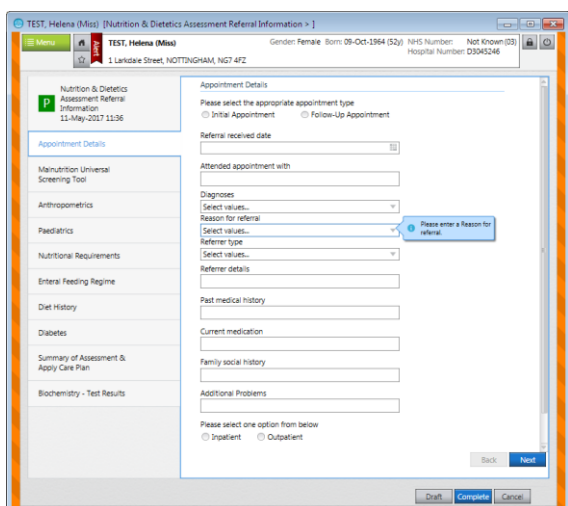 TEST, Helena (Miss) [Nutrition & Dietetics Assessment Referral Information > ]
Menu
Alert
TEST, Helena (Miss)
Gender: Female Born: 09-Oct-1964 (52y) NHS Number: Not Known (03)
Hospital Number: D3045246
1 Larkdale Street, NOTTINGHAM, NG7 4FZ
P
Nutrition & Dietetics
Assessment Referral
Information
11-May-2017 11:36
Appointment Details
Malnutrition Universal
Screening Tool
Anthropometrics
Paediatrics
Nutritional Requirements
Enteral Feeding Regime
Diet History
Diabetes
Summary of Assessment &
Apply Care Plan
Biochemistry - Test Results
Appointment Details
Please select the appropriate appointment type
Initial Appointment Follow-Up Appointment
Referral received date
Attended appointment with
Diagnoses
Select values...
Reason for referral
Select values...
Please enter a Reason for
referral.
Referrer type
Select values...
Referrer details
Past medical history
Current medication
Family social history
Additional Problems
Please select one option from below
Inpatient Outpatient
Back Next
Draft Complete Cancel